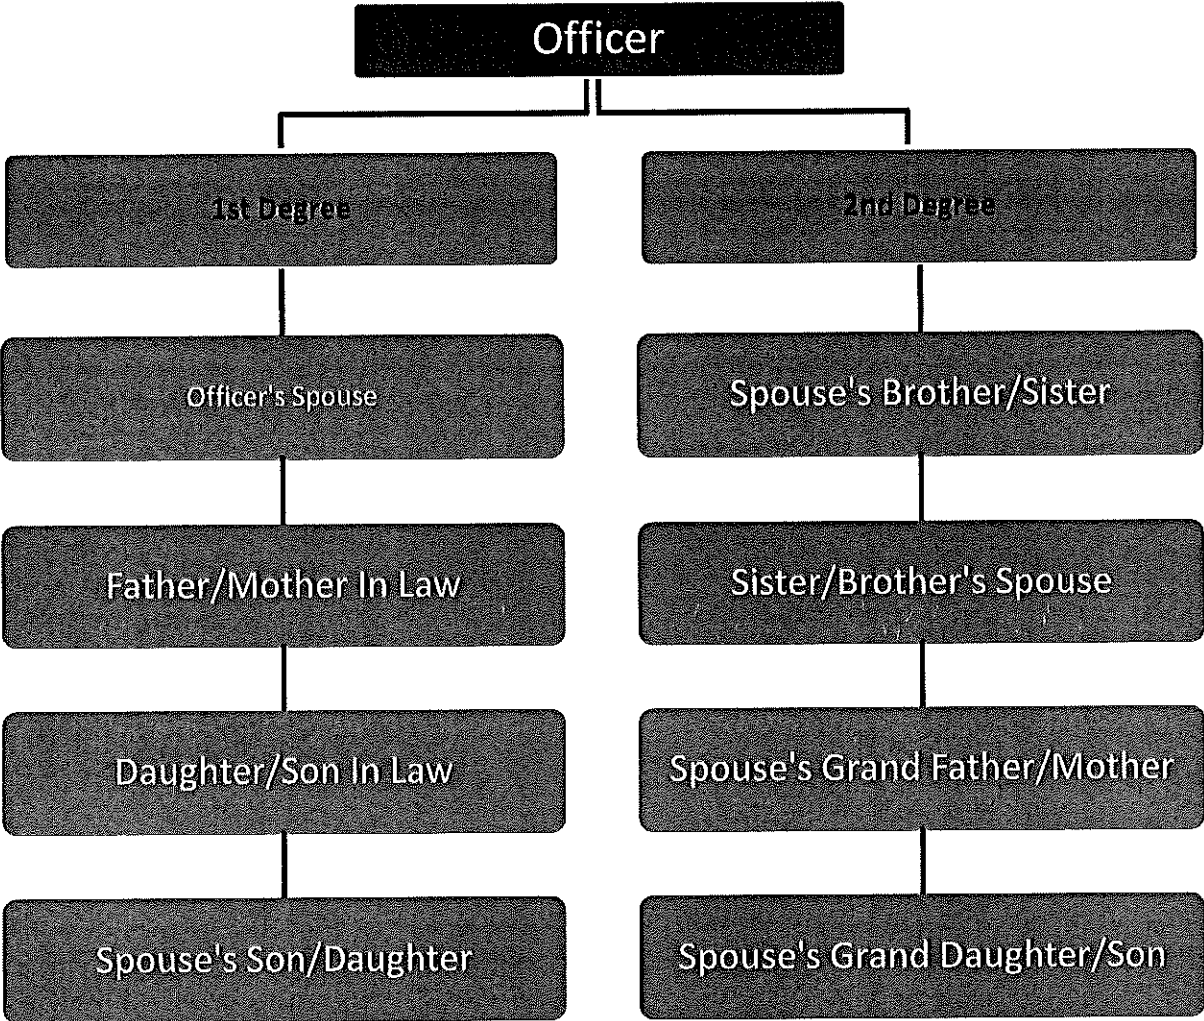 Officer
1st Degree
2nd Degree
Officer's Spouse
Spouse's Brother/Sister
Father/Mother In Law
Sister/Brother's Spouse
Daughter/Son In Law
Spouse's Grand Father/Mother
Spouse's Son/Daughter
Spouse's Grand Daughter/Son